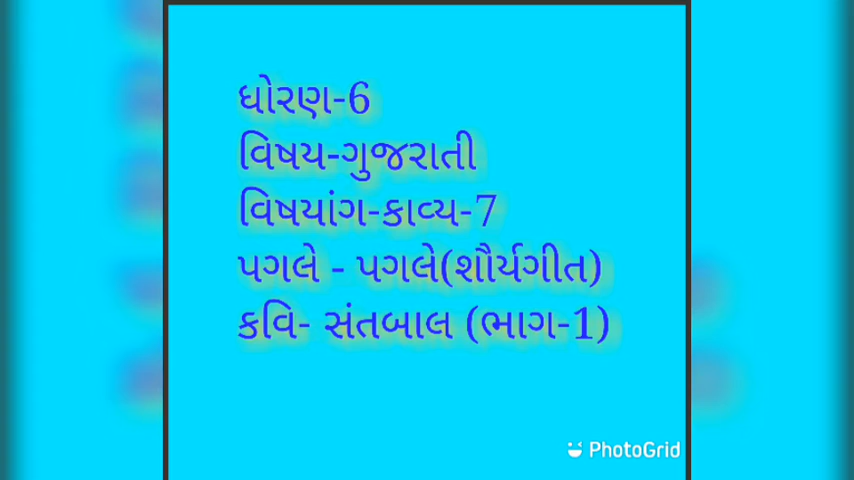 ધોરણ-6
વિષય-ગુજરાતી
વિષયાંગ-કાવ્ય-7
પગલે - પગલે(શૌર્યગીત)
કવિ- સંતબાલ (ભાગ-1)
PhotoGrid